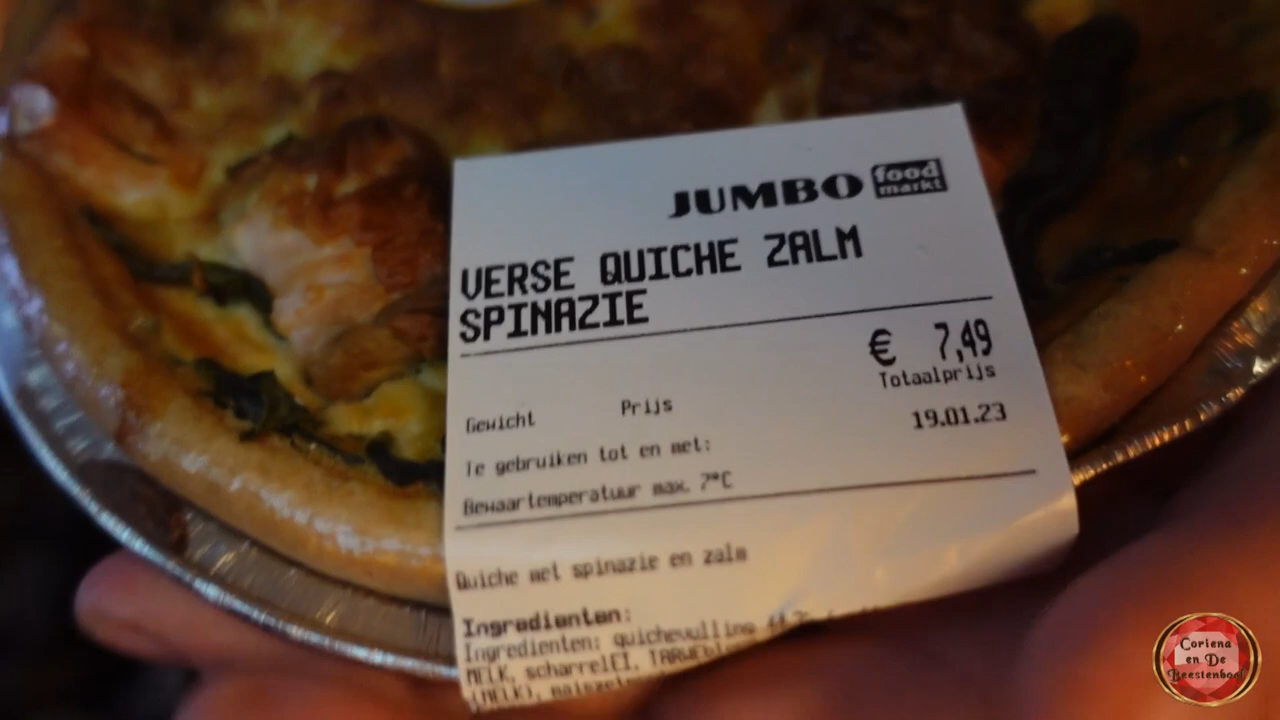 JUMBO food markt
VERSE QUICHE ZALM
SPINAZIE
€ 7,49
Totaalprijs
Gewicht Prijs
Te gebruiken tot en met: 19.01.23
Bewaartemperatuur max. 7°C
Quiche met spinazie en zalm
Ingredienten:
Ingredienten: quichevulling
MELK, scharrelEI,
(MELK),
Coriena
en De
Beestenboel